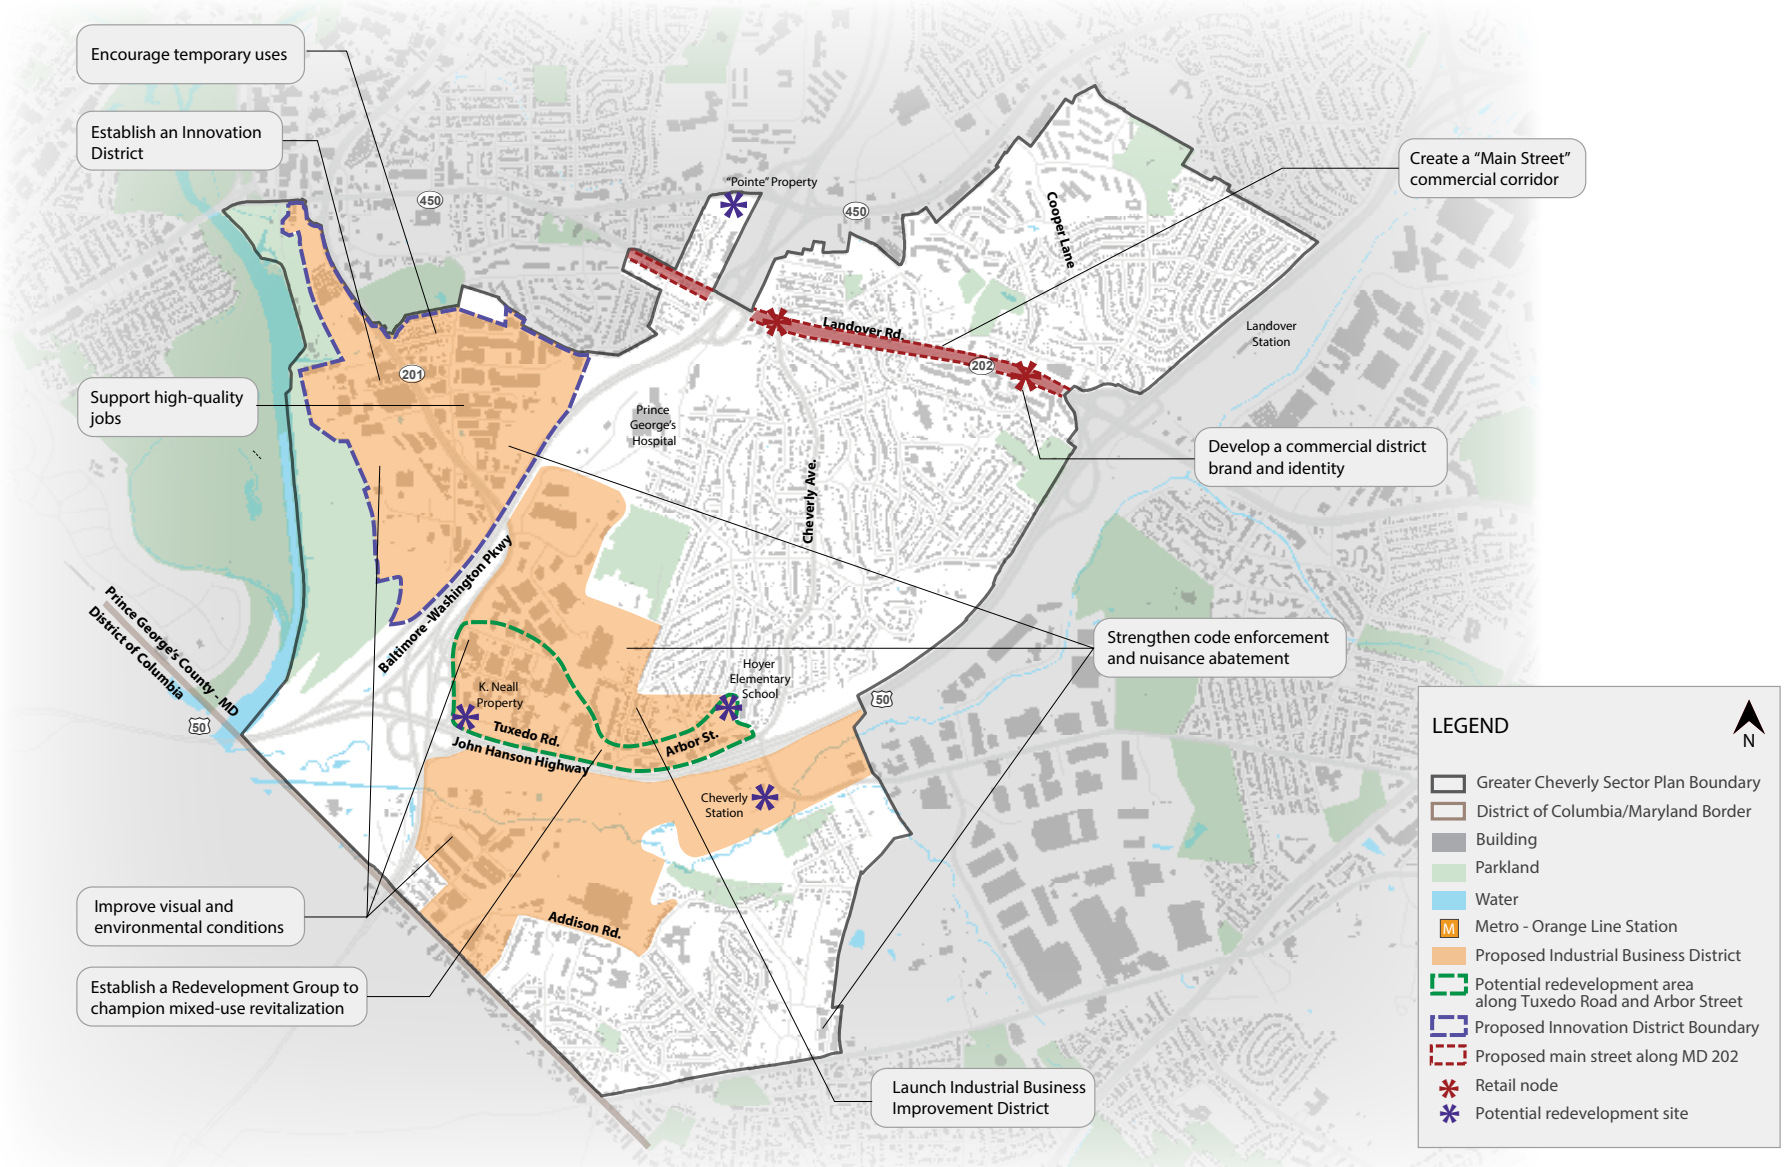 Encourage temporary uses
Establish an Innovation
District
Support high-quality
jobs
Improve visual and
environmental conditions
Establish a Redevelopment Group to
champion mixed-use revitalization
Launch Industrial Business
Improvement District
Strengthen code enforcement
and nuisance abatement
Develop a commercial district
brand and identity
Create a “Main Street”
commercial corridor
450
“Pointe” Property
450
Cooper Lane
Landover Rd.
202
Landover
Station
201
Prince
George's
Hospital
Cheverly Ave.
Baltimore -Washington Pkwy
Prince George's County - MD
District of Columbia
50
K. Neall
Property
Hoyer
Elementary
School
50
Tuxedo Rd.
Arbor St.
John Hanson Highway
Cheverly
Station
Addison Rd.
LEGEND
N
Greater Cheverly Sector Plan Boundary
District of Columbia/Maryland Border
Building
Parkland
Water
M Metro - Orange Line Station
Proposed Industrial Business District
Potential redevelopment area
along Tuxedo Road and Arbor Street
Proposed Innovation District Boundary
Proposed main street along MD 202
Retail node
Potential redevelopment site